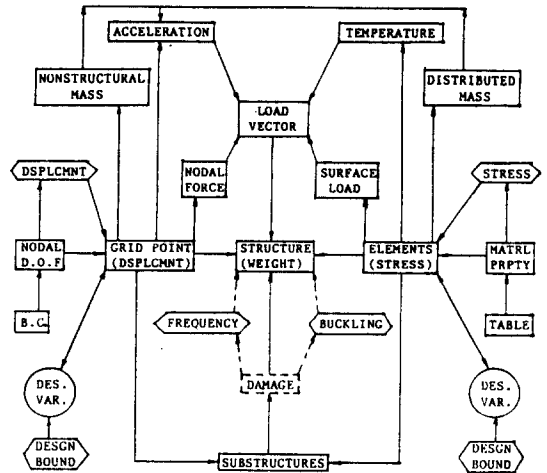 ACCELERATION
TEMPERATURE
NONSTRUCTURAL
MASS
DISTRIBUTED
MASS
LOAD
VECTOR
DSPLCMNT
NODAL
FORCE
SURFACE
LOAD
STRESS
NODAL
D.O.F
GRID POINT
(DSPLCMNT)
STRUCTURE
(WEIGHT)
ELEMENTS
(STRESS)
MATRL
PRPTY
B.C.
FREQUENCY
BUCKLING
TABLE
DES.
VAR.
DAMAGE
DES.
VAR.
DESGN
BOUND
SUBSTRUCTURES
DESGN
BOUND